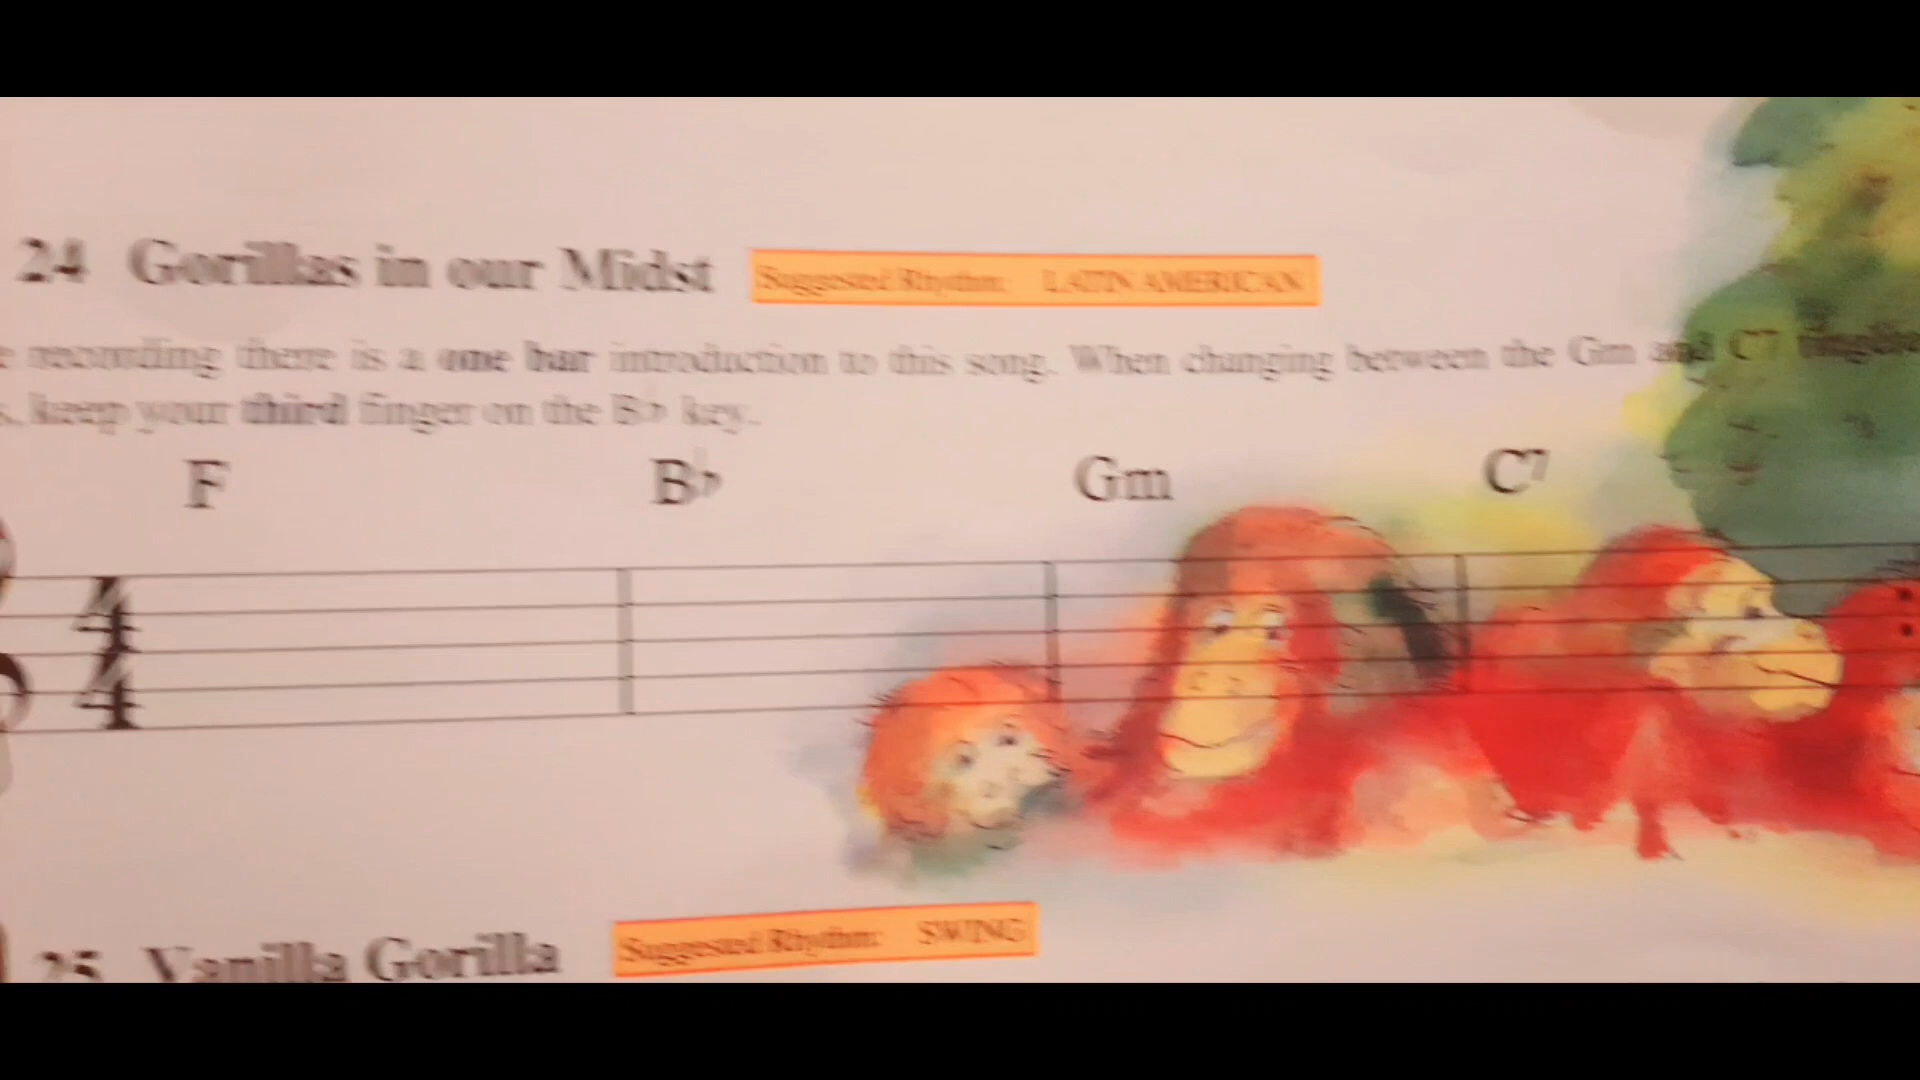 24 Gorillas in our Midst Suggested Rhythm: LATIN AMERICAN
recording there is a one bar introduction to this song. When changing between the Gm and C7
keep your third finger on the B♭ key.
F B♭ Gm C7
4
4
25 Vanilla Gorilla Suggested Rhythm: SWING